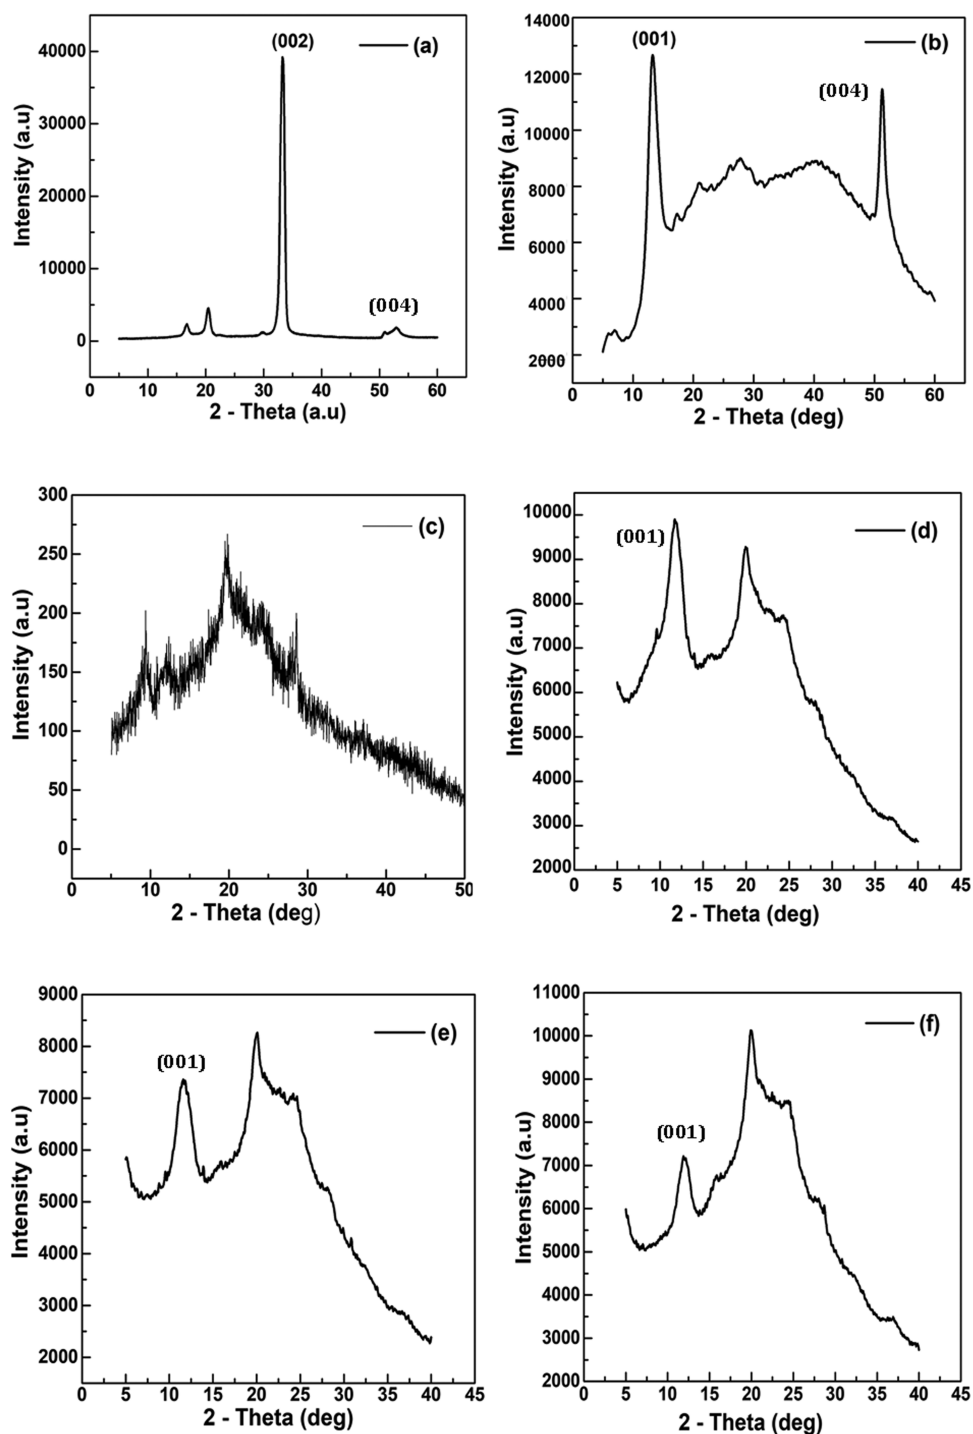 (002)
(a)
40000
30000
20000
10000
0
(004)
0 10 20 30 40 50 60
Intensity (a.u)
2 - Theta (a.u)
14000
12000
10000
8000
6000
4000
2000
(001)
(b)
(004)
0 10 20 30 40 50 60
Intensity (a.u)
2 - Theta (deg)
300
250
200
150
100
50
0
(c)
0 10 20 30 40 50
Intensity (a.u)
2 - Theta (deg)
10000
9000
8000
7000
6000
5000
4000
3000
2000
(001)
(d)
0 5 10 15 20 25 30 35 40 45
Intensity (a.u)
2 - Theta (deg)
9000
8000
7000
6000
5000
4000
3000
2000
(001)
(e)
0 5 10 15 20 25 30 35 40 45
Intensity (a.u)
2 - Theta (deg)
11000
10000
9000
8000
7000
6000
5000
4000
3000
2000
(001)
(f)
0 5 10 15 20 25 30 35 40 45
Intensity (a.u)
2 - Theta (deg)